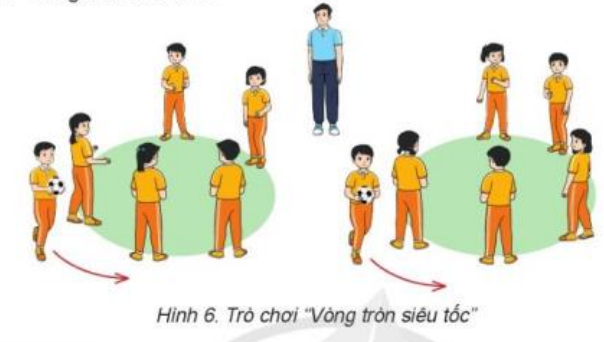 Hình 6. Trò chơi "Vòng tròn siêu tốc"